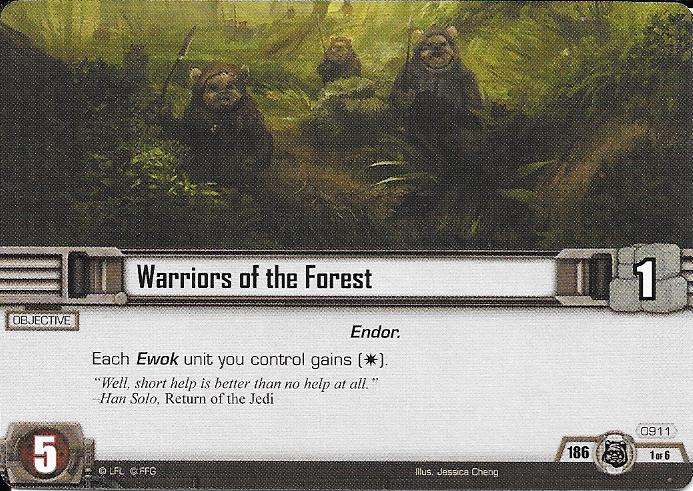 Warriors of the Forest
1
OBJECTIVE
Endor.
Each Ewok unit you control gains (✷).
“Well, short help is better than no help at all.”
–Han Solo, Return of the Jedi
5
© LFL © FFG
Illus. Jessica Cheng
186
0911
1 OF 6